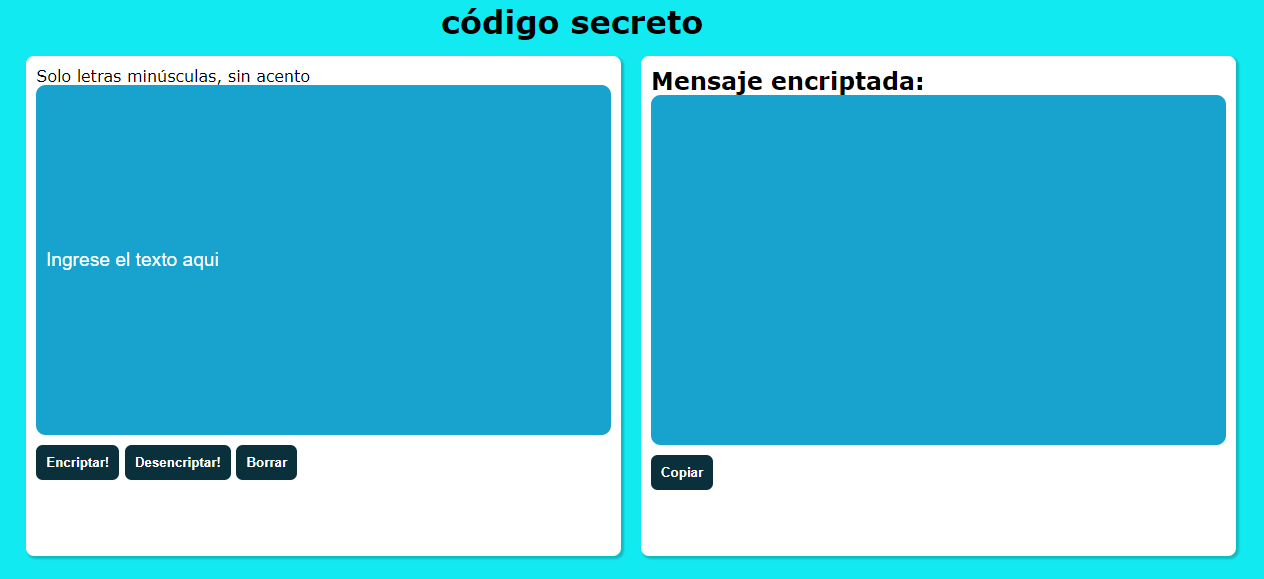 código secreto
Solo letras minúsculas, sin acento
Ingrese el texto aqui
Encriptar! Desencriptar! Borrar
Mensaje encriptada:
Copiar